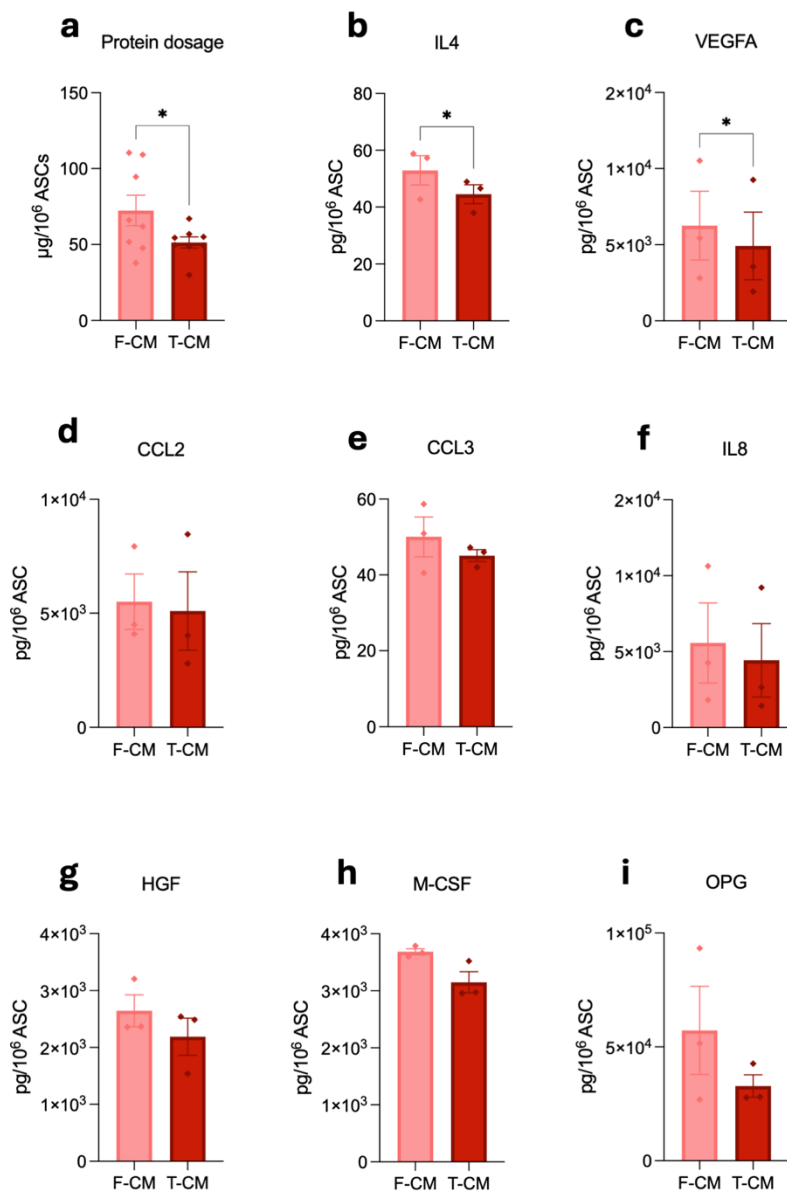 a Protein dosage
µg/10⁶ ASCs
150
100
50
0
*
F-CM T-CM
b IL4
pg/10⁶ ASC
80
60
40
20
0
*
F-CM T-CM
c VEGFA
pg/10⁶ ASC
2×10⁴
1×10⁴
5×10³
0
*
F-CM T-CM
d CCL2
pg/10⁶ ASC
1×10⁴
5×10³
0
F-CM T-CM
e CCL3
pg/10⁶ ASC
60
40
20
0
F-CM T-CM
f IL8
pg/10⁶ ASC
2×10⁴
1×10⁴
5×10³
0
F-CM T-CM
g HGF
pg/10⁶ ASC
4×10³
3×10³
2×10³
1×10³
0
F-CM T-CM
h M-CSF
pg/10⁶ ASC
4×10³
3×10³
2×10³
1×10³
0
F-CM T-CM
i OPG
pg/10⁶ ASC
1×10⁵
5×10⁴
0
F-CM T-CM